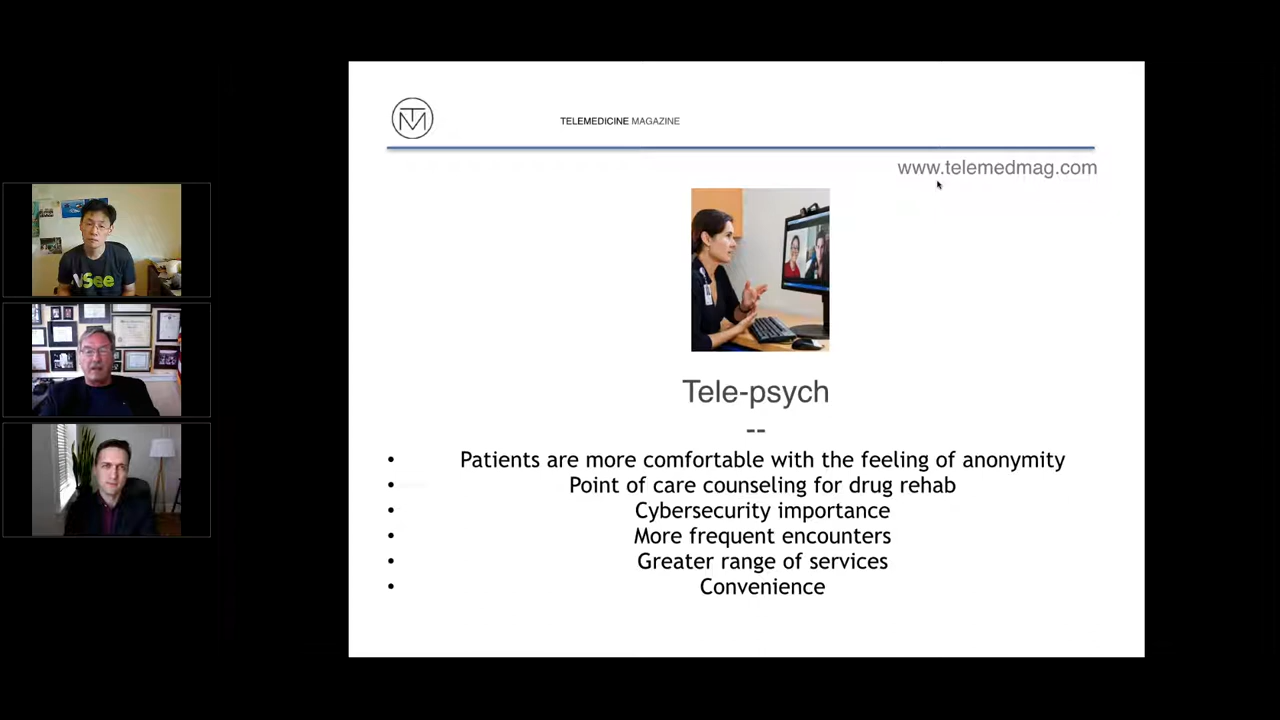 TELEMEDICINE MAGAZINE
www.telemedmag.com
VSee
Tele-psych
--
• Patients are more comfortable with the feeling of anonymity
• Point of care counseling for drug rehab
• Cybersecurity importance
• More frequent encounters
• Greater range of services
• Convenience